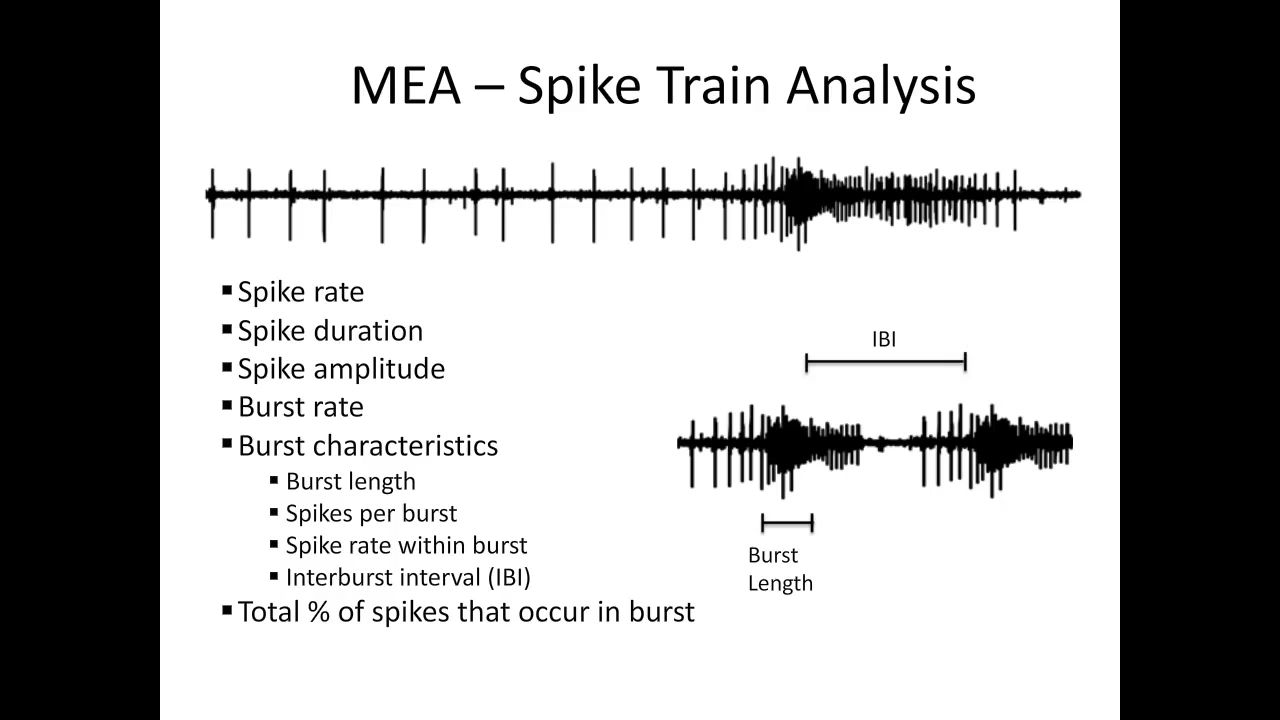 MEA – Spike Train Analysis
▪Spike rate
▪Spike duration
▪Spike amplitude
▪Burst rate
▪Burst characteristics
▪ Burst length
▪ Spikes per burst
▪ Spike rate within burst
▪ Interburst interval (IBI)
▪Total % of spikes that occur in burst
IBI
Burst
Length